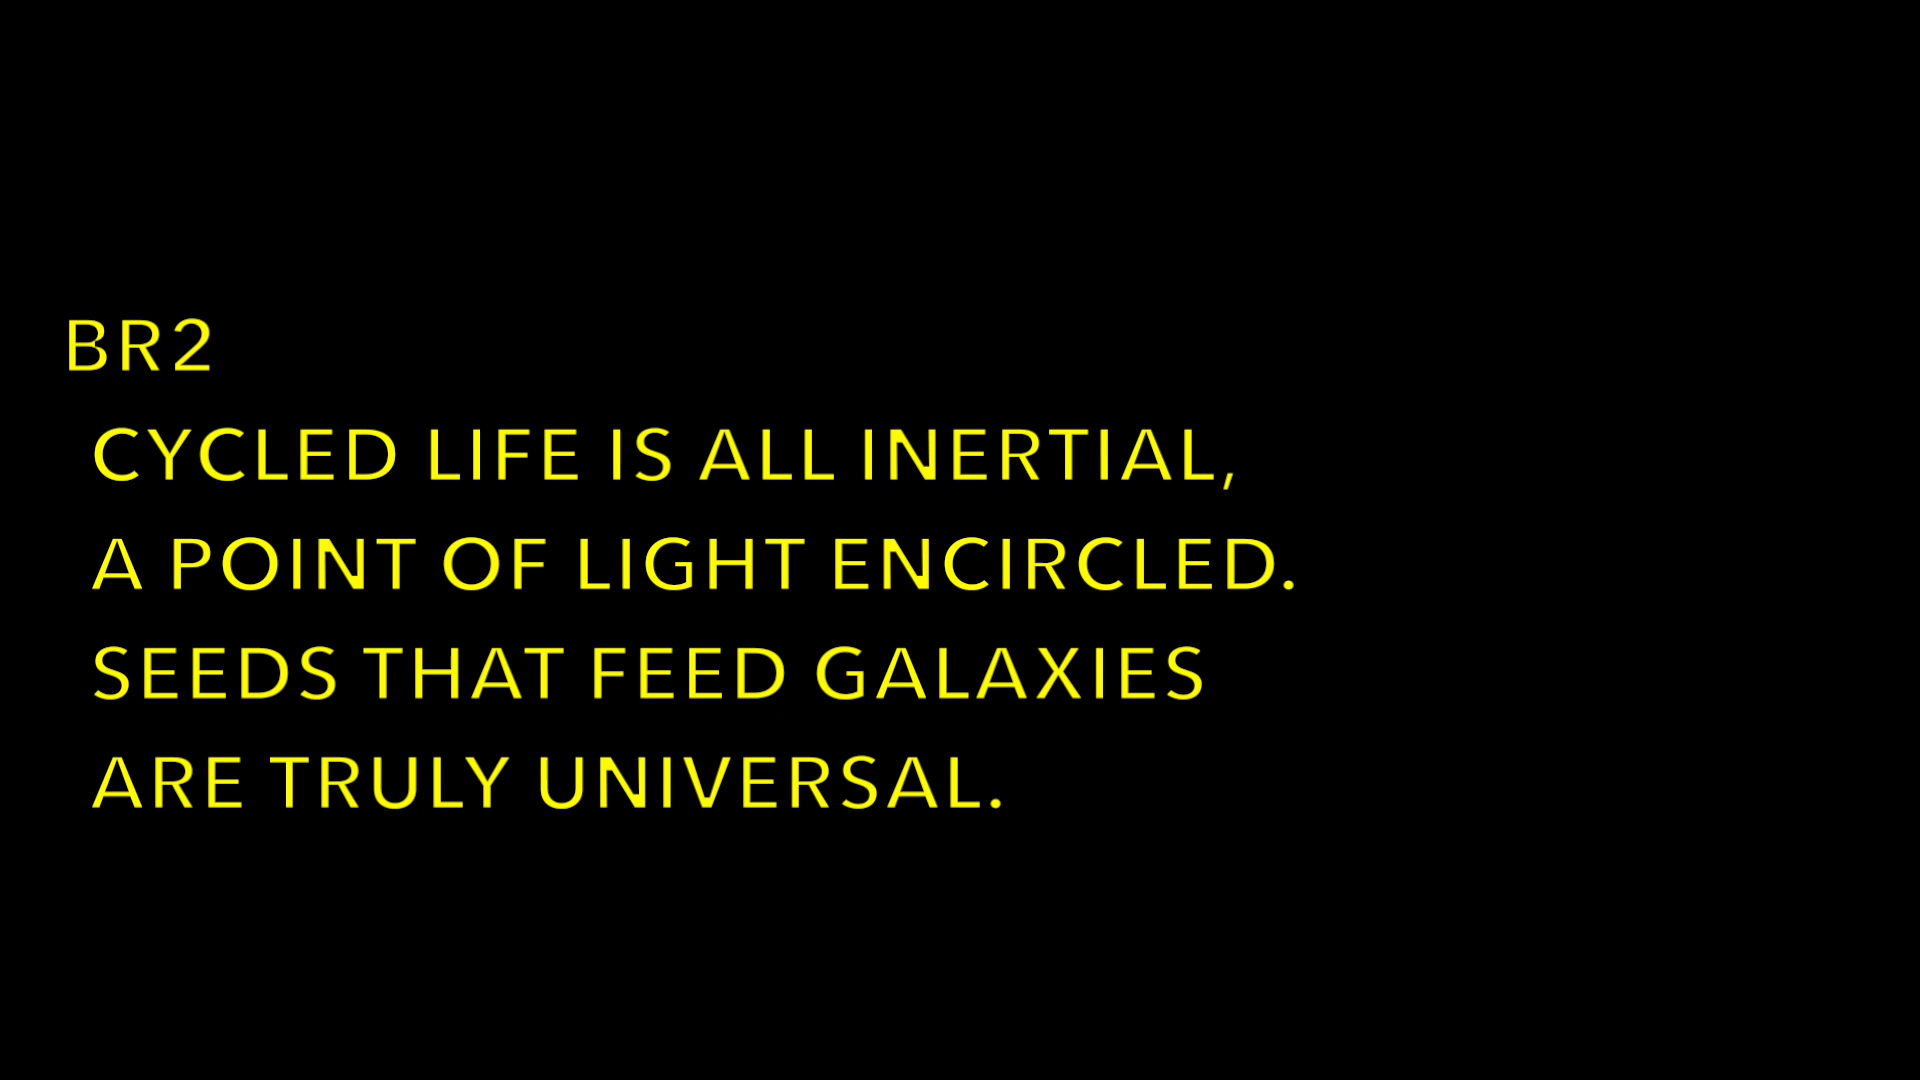 BR2
CYCLED LIFE IS ALL INERTIAL,
A POINT OF LIGHT ENCIRCLED.
SEEDS THAT FEED GALAXIES
ARE TRULY UNIVERSAL.